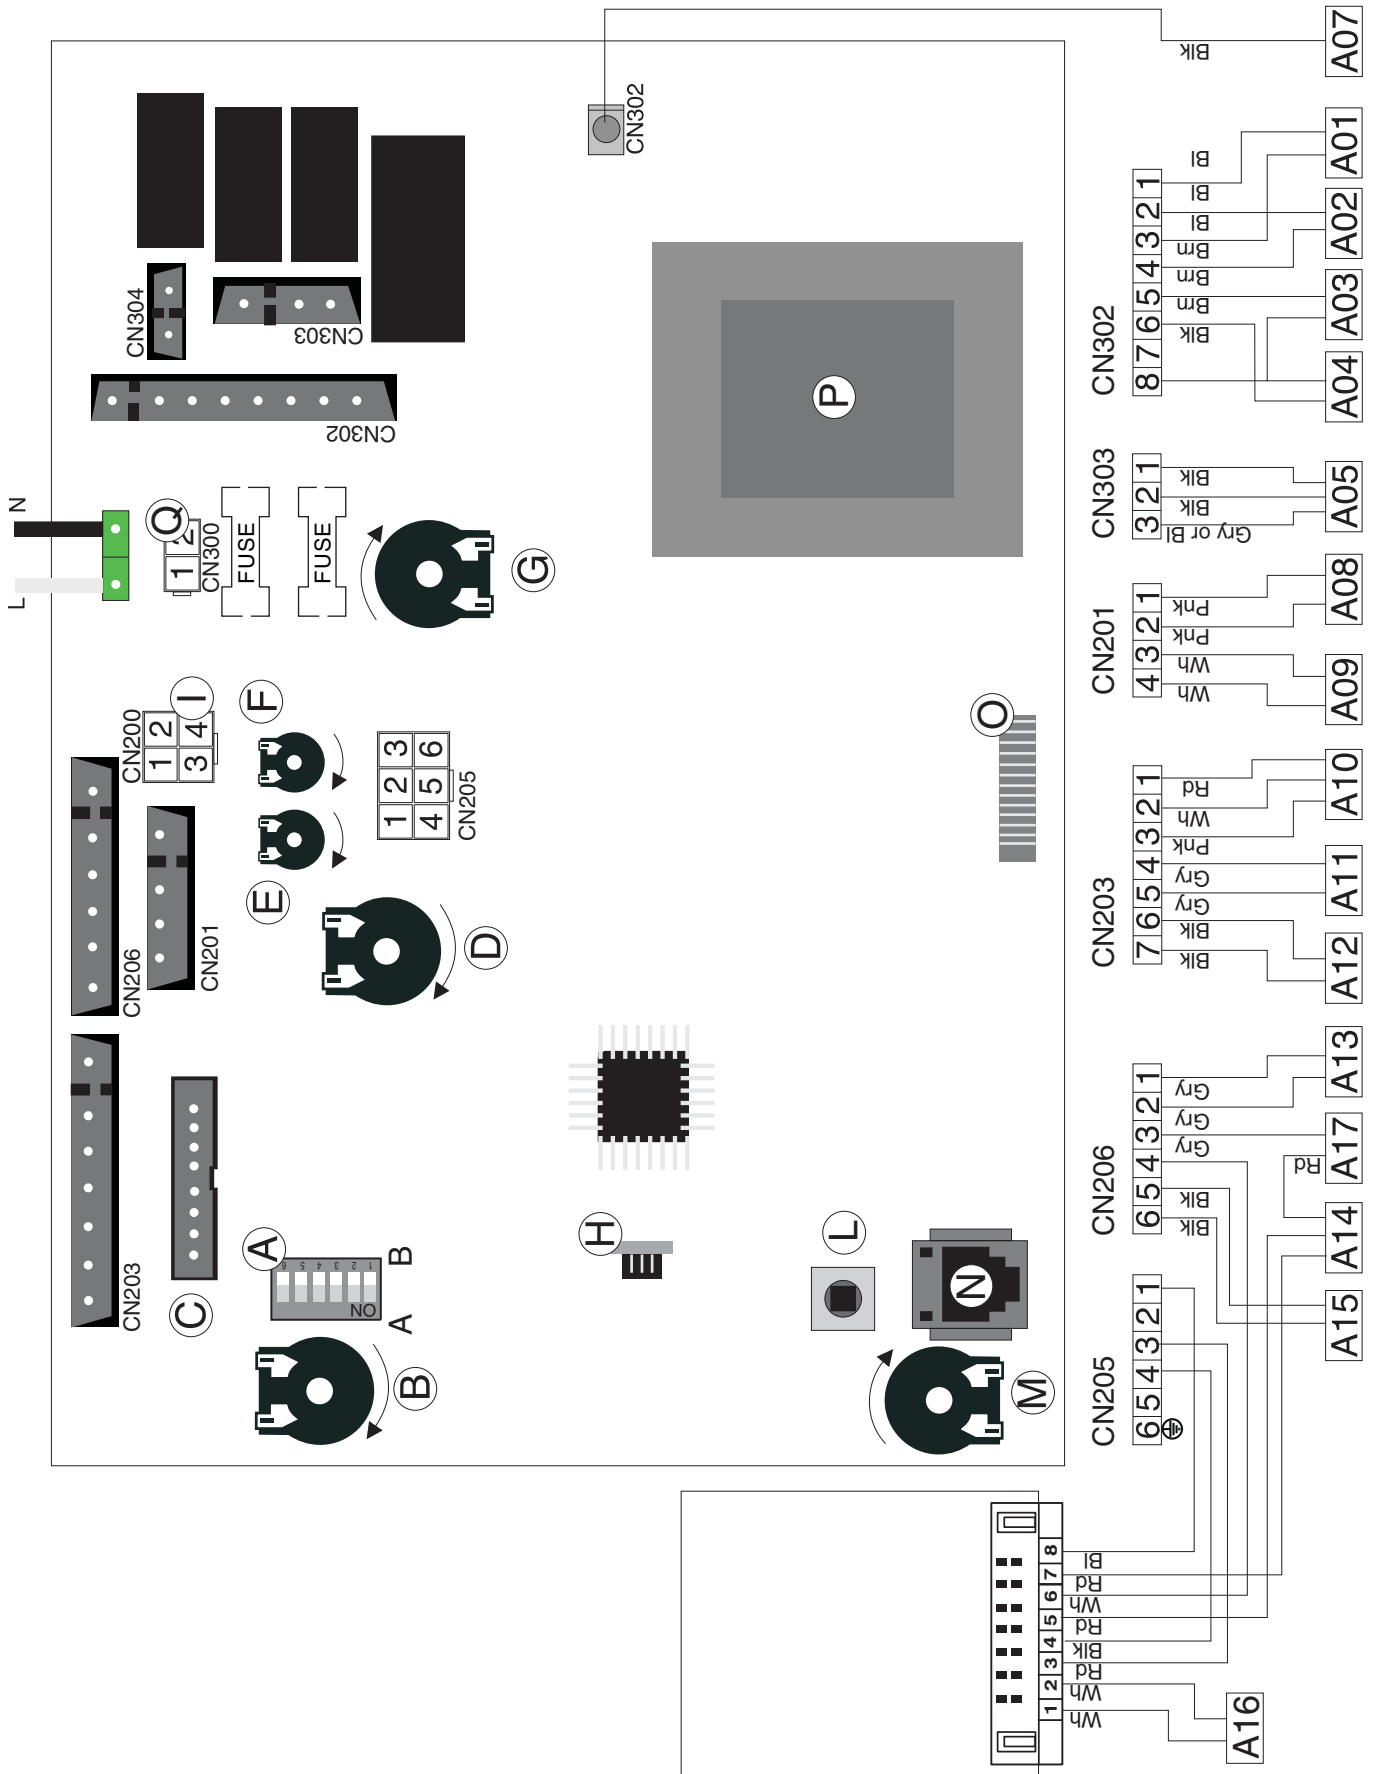 L
N
CN304
CN303
CN302
CN302
Blk
A07
Q
1 2
CN300
FUSE
FUSE
G
P
CN200
1 2
3 4
I
F
E
D
CN206
CN201
1 2 3
4 5 6
CN205
O
CN203
C
A
6 5 4 3 2 1
ON
A
B
B
H
L
N
M
CN302
8 7 6 5 4 3 2 1
Bl
Bl
Bl
Brn
Brn
Brn
Blk
A04
A03
A02
A01
CN303
3 2 1
Blk
Blk
Gry or Bl
A05
CN201
4 3 2 1
Pnk
Pnk
Wh
Wh
A09
A08
CN203
7 6 5 4 3 2 1
Rd
Wh
Pnk
Gry
Gry
Blk
Blk
A12
A11
A10
CN206
6 5 4 3 2 1
Gry
Gry
Gry
Blk
Blk
Rd
A15
A14
A17
A13
CN205
6 5 4 3 2 1
1 2 3 4 5 6 7 8
Bl
Rd
Wh
Rd
Blk
Rd
Wh
Wh
A16